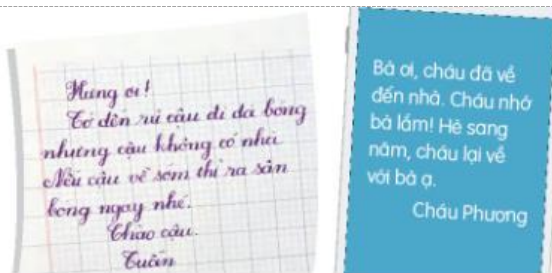 Hưng ơi!
Tớ đến rủ cậu đi đá bóng
nhưng cậu không có nhà.
Nếu cậu về sớm thì ra sân
bóng ngay nhé.
Chào cậu.
Tuấn
Bà ơi, cháu đã về
đến nhà. Cháu nhớ
bà lắm! Hè sang
năm, cháu lại về
với bà ạ.
Cháu Phương